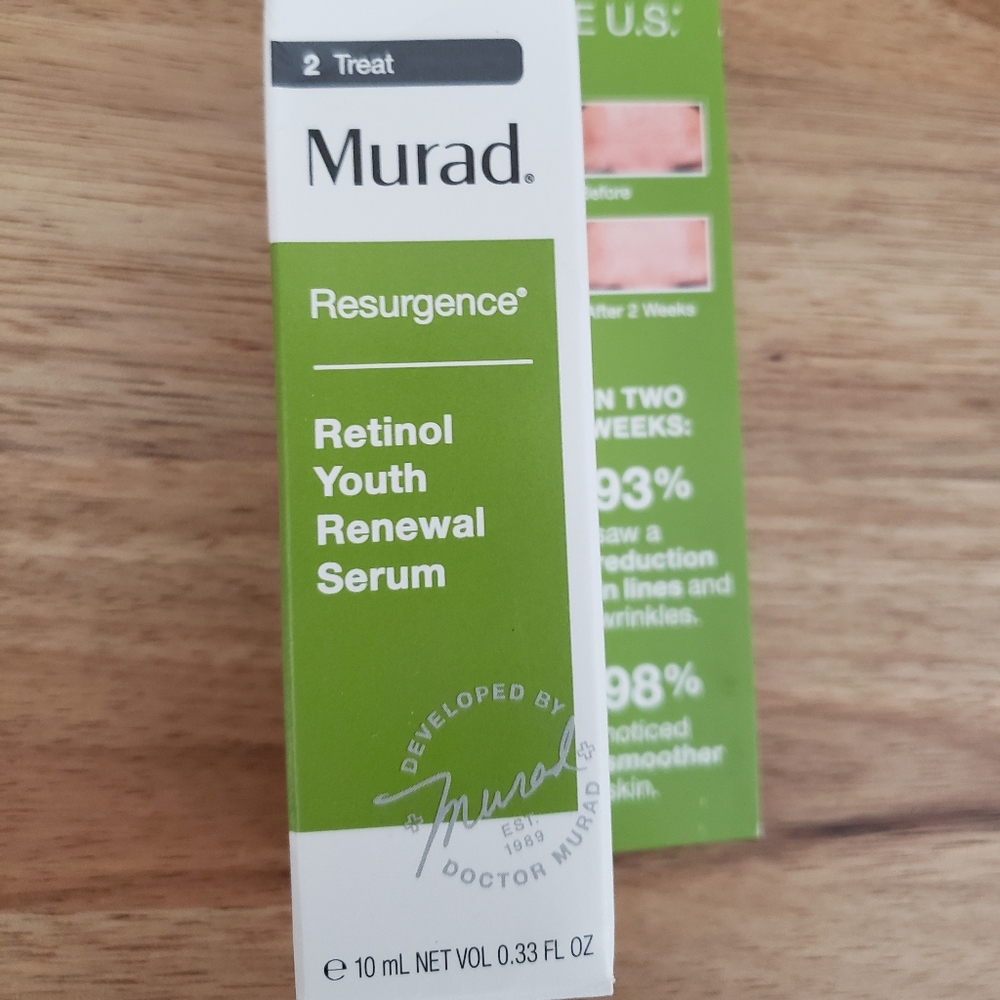 2 Treat
Murad®
Resurgence®
Retinol
Youth
Renewal
Serum
DEVELOPED BY
Murad
EST.
1989
DOCTOR MURAD
℮ 10 mL NET VOL 0.33 FL OZ
E U.S.*
Before
After 2 Weeks
IN TWO
WEEKS:
93%
saw a
reduction
in lines and
wrinkles.
98%
noticed
smoother
skin.